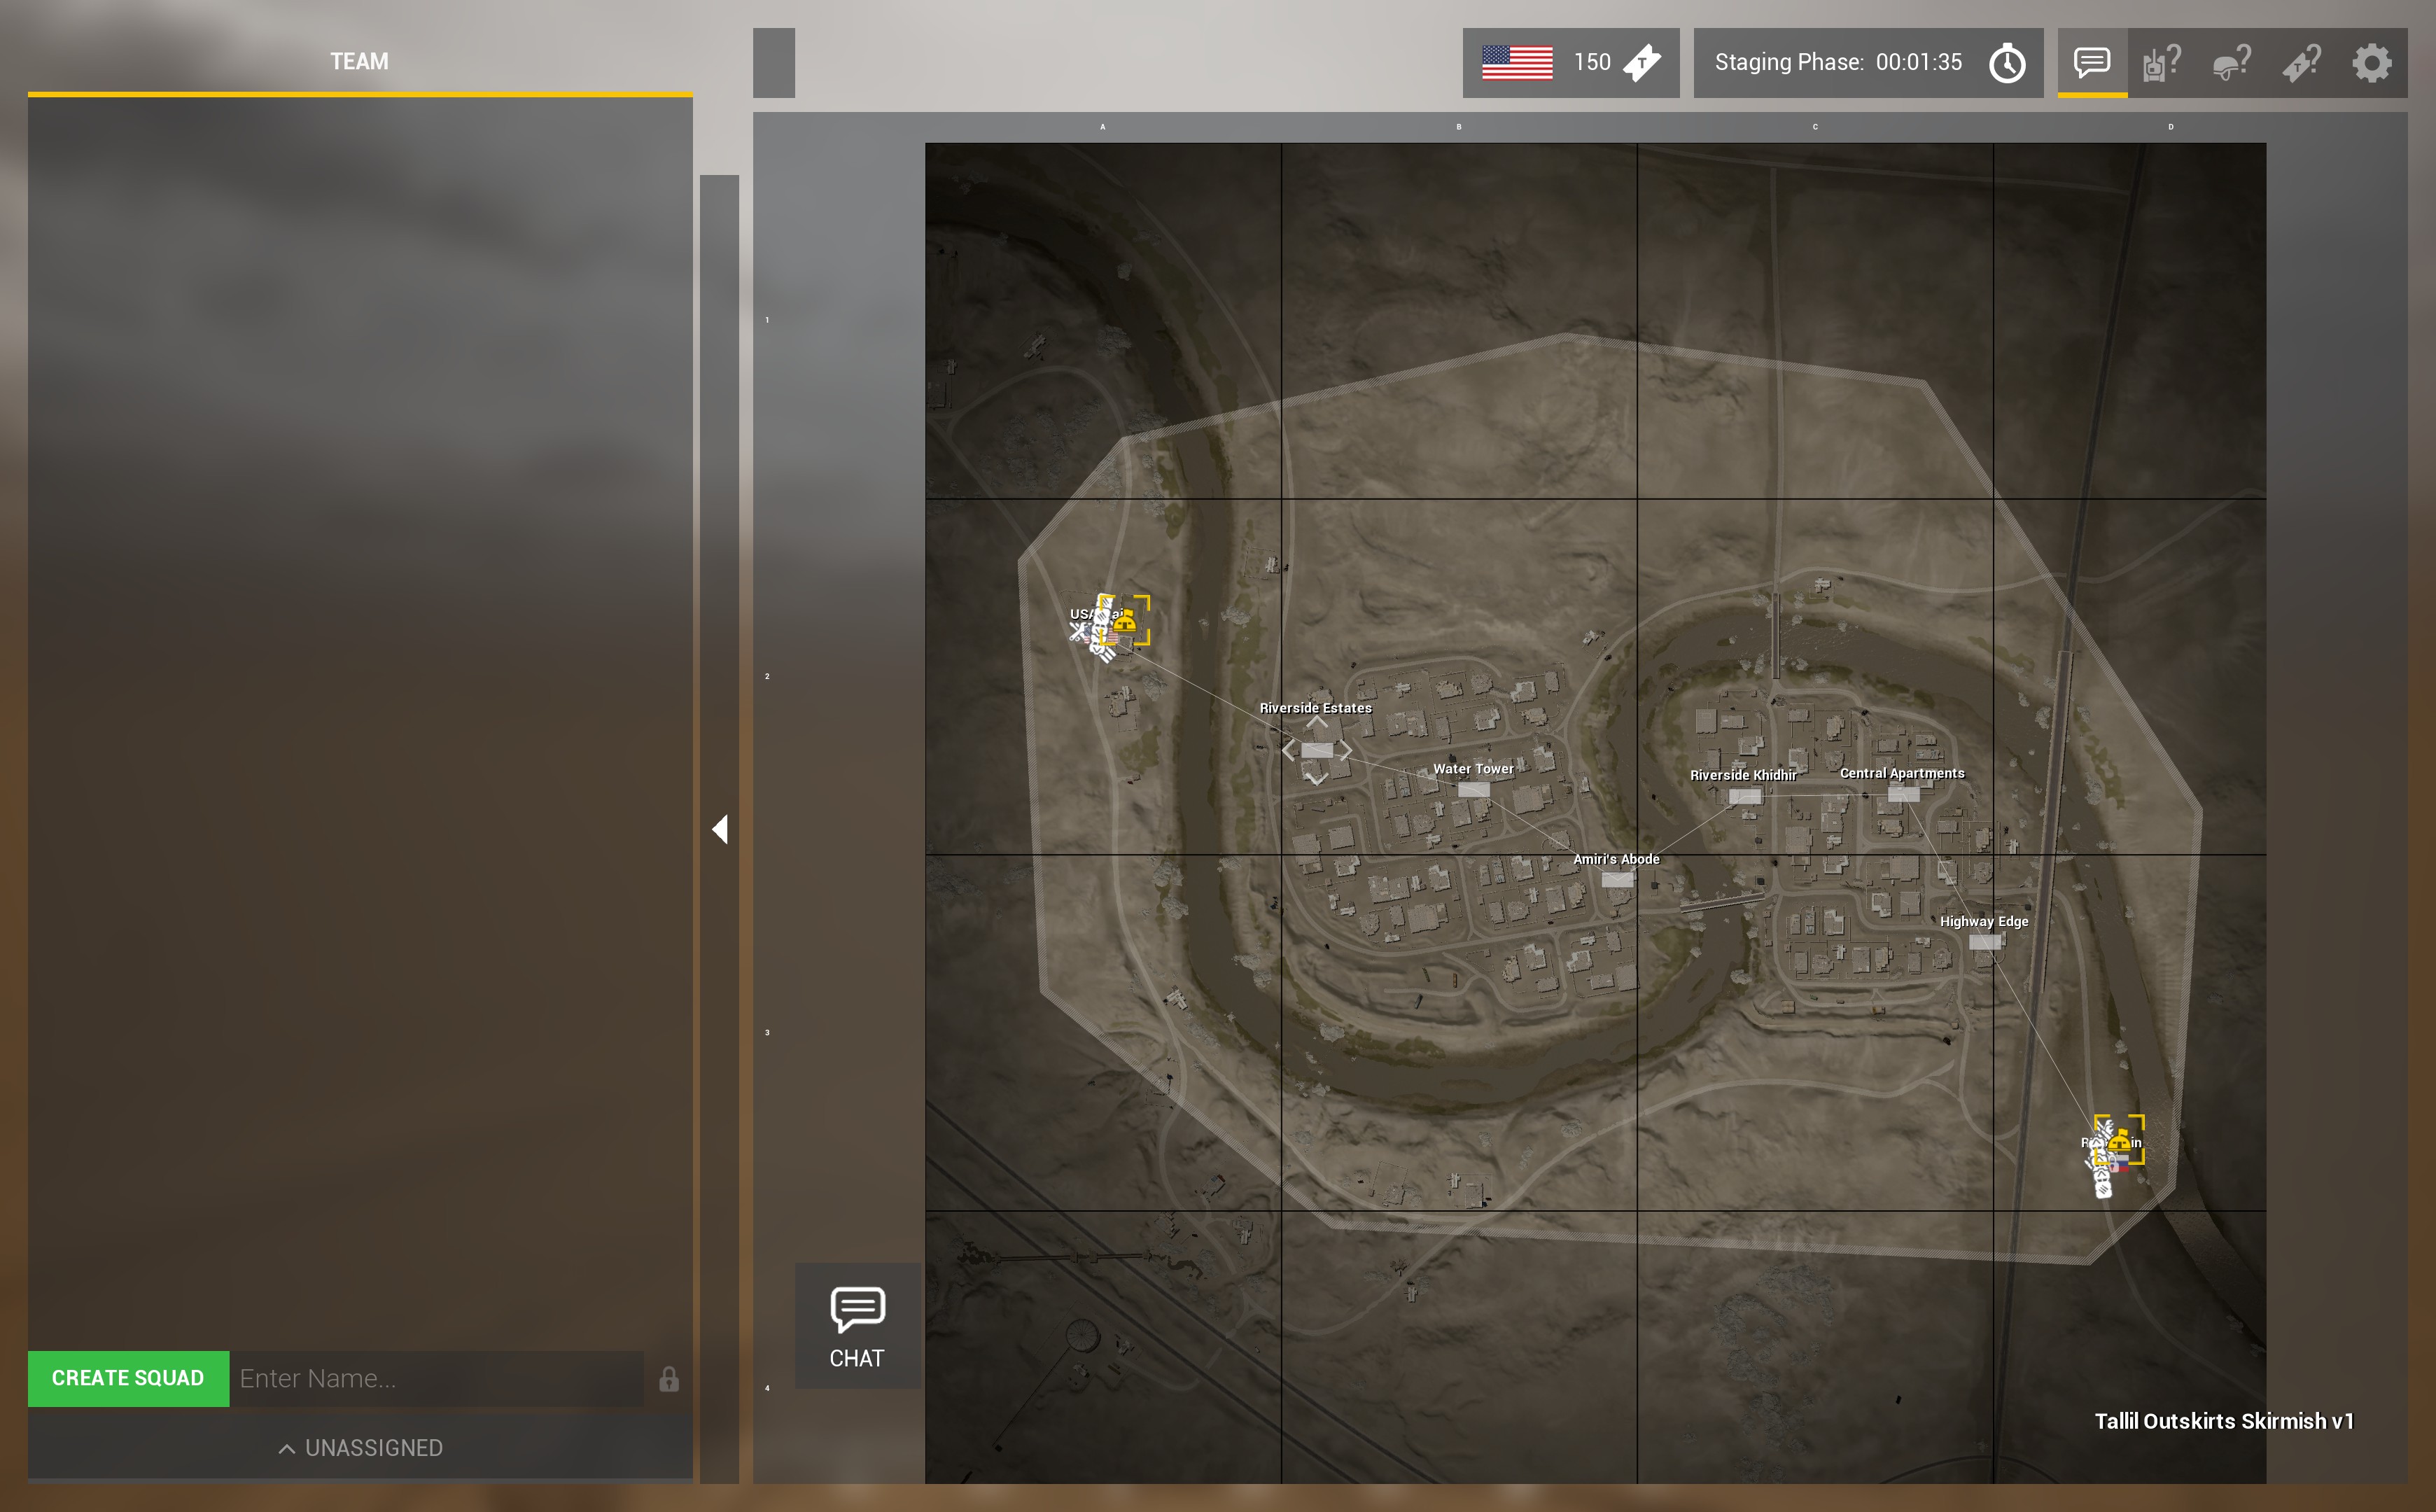 TEAM
150
Staging Phase: 00:01:35
A
B
C
D
1
2
3
4
Riverside Estates
Water Tower
Riverside Khidhir
Central Apartments
Amiri's Abode
Highway Edge
CHAT
CREATE SQUAD
Enter Name...
UNASSIGNED
Tallil Outskirts Skirmish v1